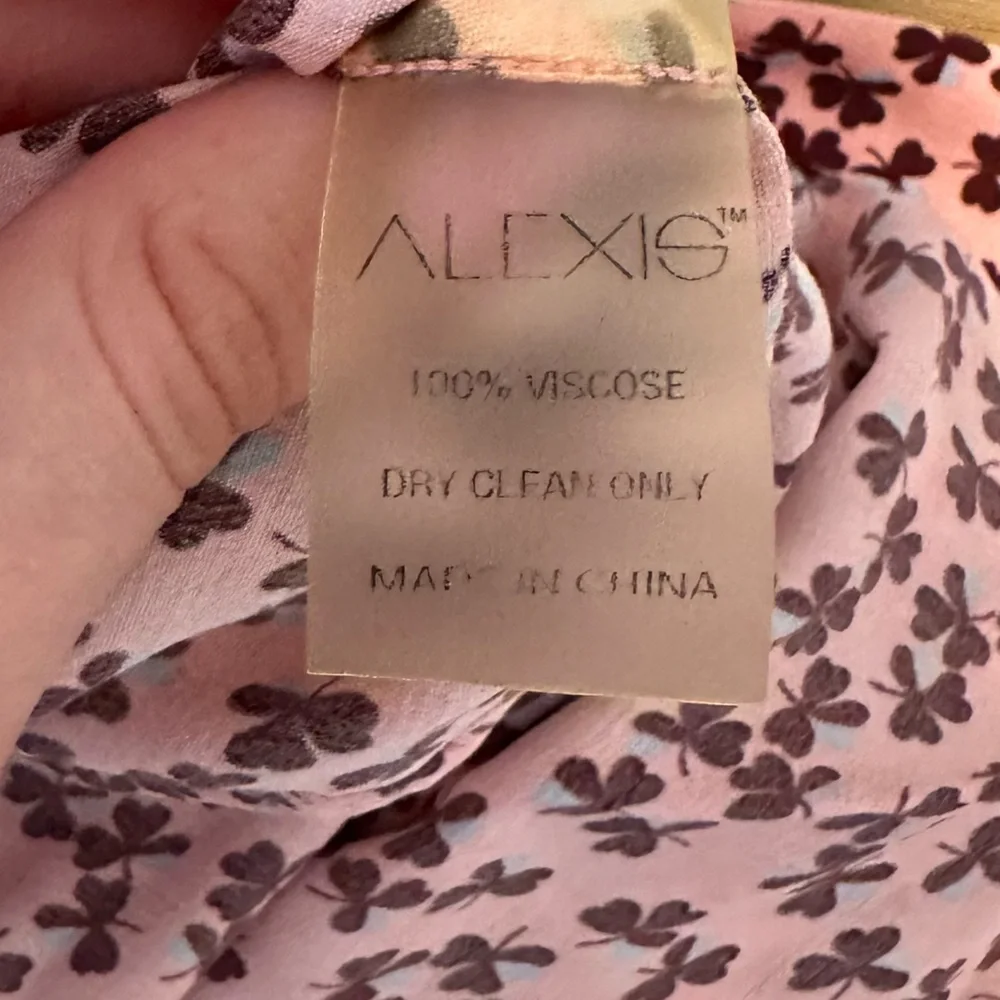 ALEXIS™
100% VISCOSE
DRY CLEAN ONLY
MADE IN CHINA